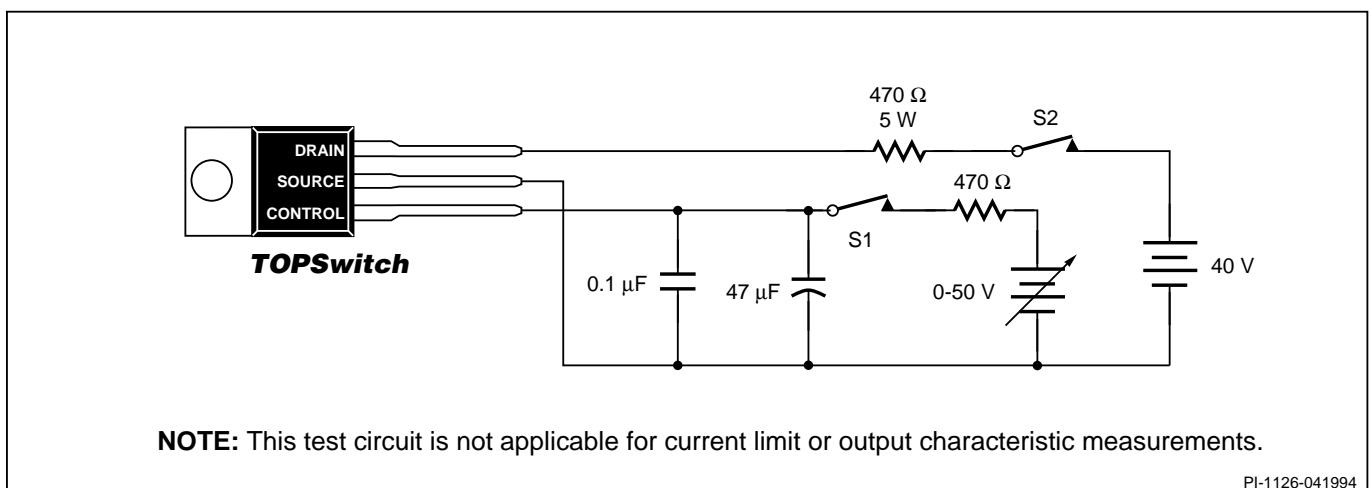 470 Ω
5 W
S2
DRAIN
SOURCE
470 Ω
CONTROL
S1
TOPSwitch
0.1 μF
47 μF
0-50 V
40 V
NOTE: This test circuit is not applicable for current limit or output characteristic measurements.
PI-1126-041994